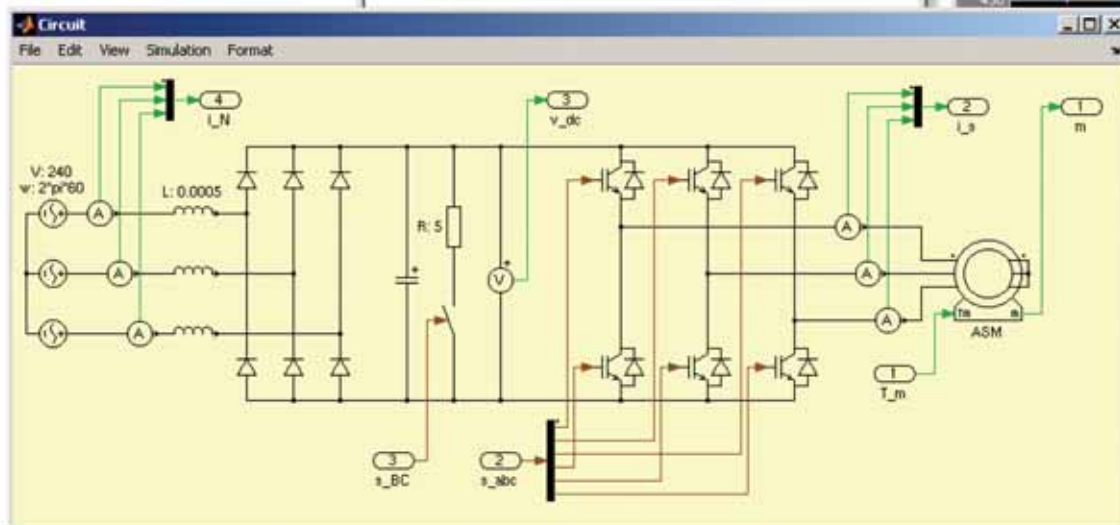 Circuit
File Edit View Simulation Format
4
i_N
3
v_dc
2
i_s
1
m
V: 240
w: 2*pi*60
L: 0.0005
R: 5
A
A
A
V
A
A
A
Tm m
ASM
1
T_m
3
s_BC
2
s_abc